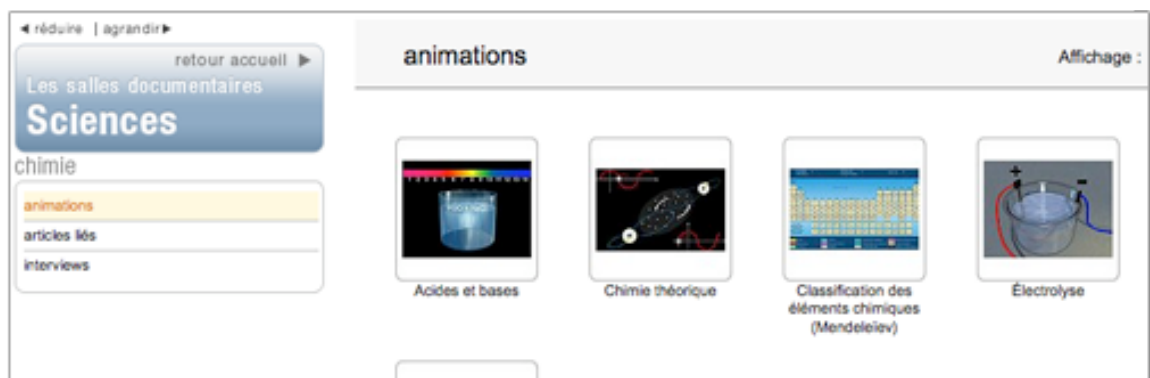 ◄ réduire | agrandir►
retour accueil ►
Les salles documentaires
Sciences
chimie
animations
articles liés
interviews
animations
Affichage :
Acides et bases
Chimie théorique
Classification des
éléments chimiques
(Mendeleïev)
Électrolyse
+
-